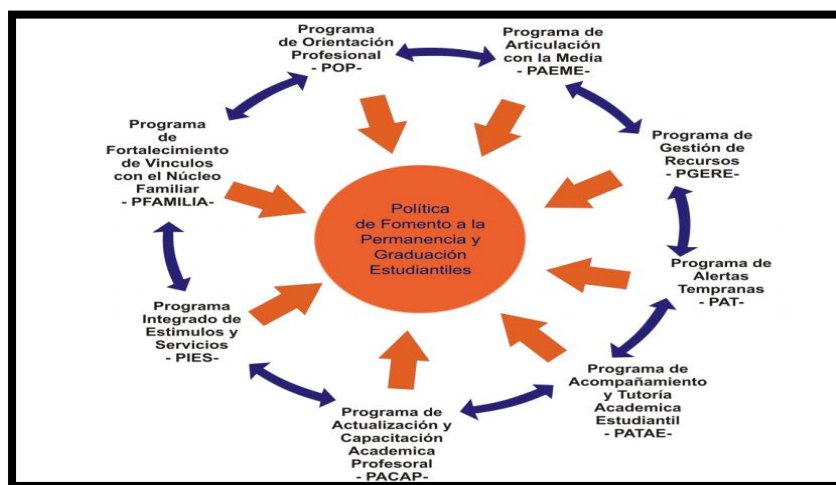 Programa
de Orientación
Profesional
- POP-
Programa
de Articulación
con la Media
- PAEME-
Programa de
Gestión de
Recursos
- PGERE-
Programa de
Alertas
Tempranas
- PAT-
Programa de
Acompañamiento
y Tutoría
Academica
Estudiantil
- PATAE-
Programa de
Actualización y
Capacitación
Academica
Profesoral
- PACAP-
Programa
Integrado de
Estimulos y
Servicios
- PIES-
Programa
de
Fortalecimiento
de Vinculos
con el Núcleo
Familiar
- PFAMILIA-
Política
de Fomento a la
Permanencia y
Graduación
Estudiantiles